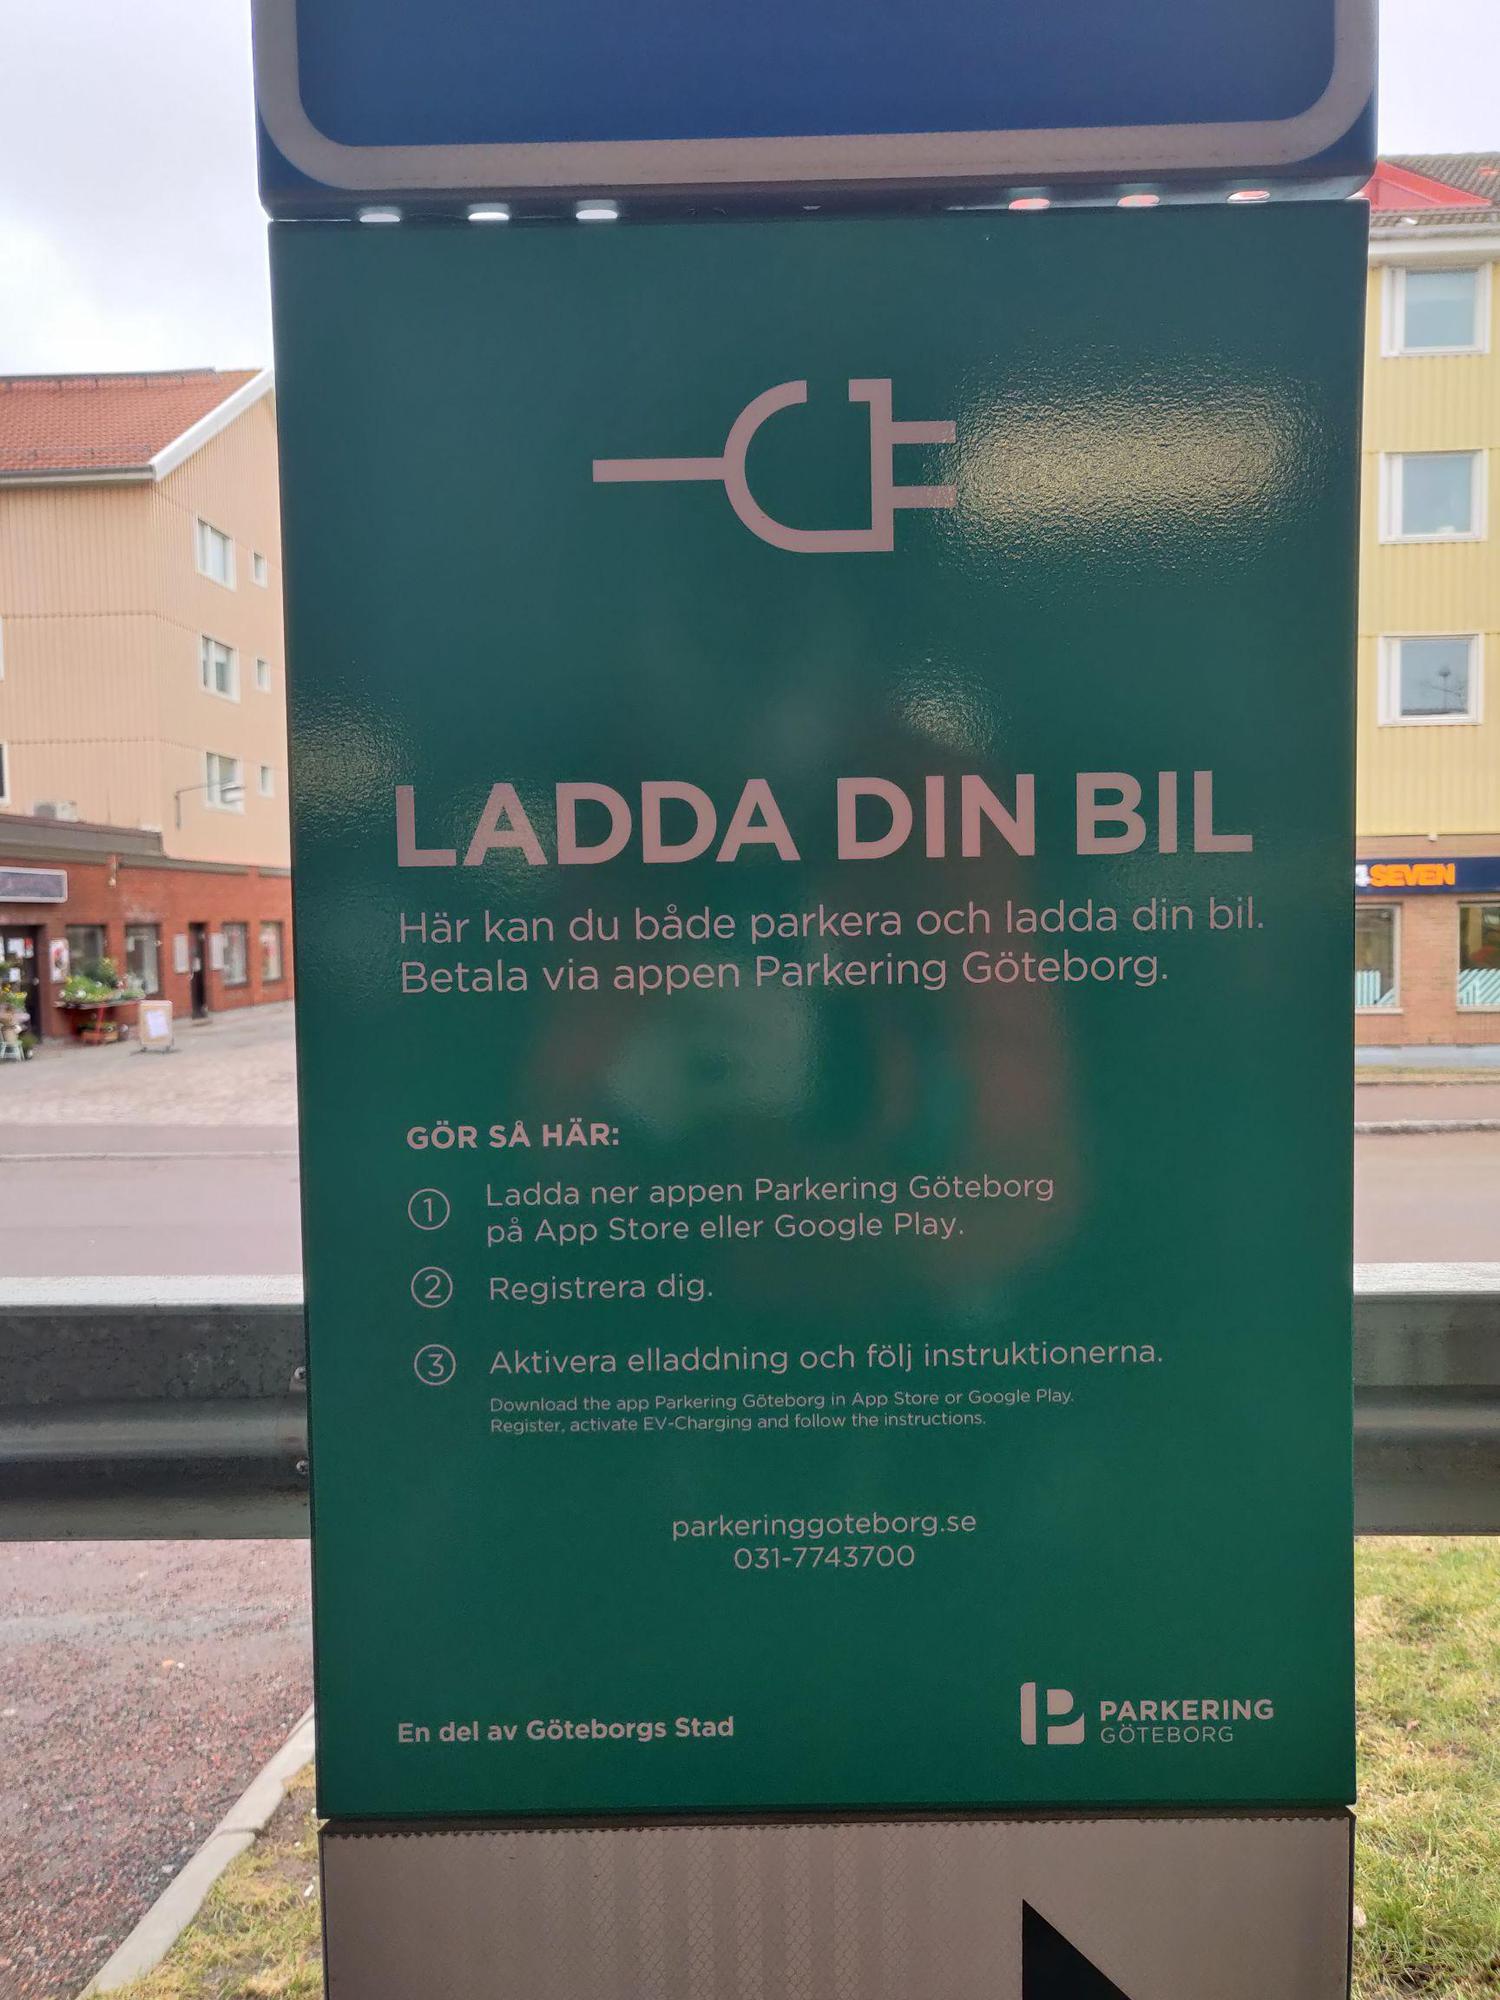 LADDA DIN BIL
Här kan du både parkera och ladda din bil.
Betala via appen Parkering Göteborg.
GÖR SÅ HÄR:
1 Ladda ner appen Parkering Göteborg
på App Store eller Google Play.
2 Registrera dig.
3 Aktivera elladdning och följ instruktionerna.
Download the app Parkering Göteborg in App Store or Google Play.
Register, activate EV-Charging and follow the instructions.
parkeringgoteborg.se
031-7743700
En del av Göteborgs Stad
PARKERING
GÖTEBORG
SEVEN